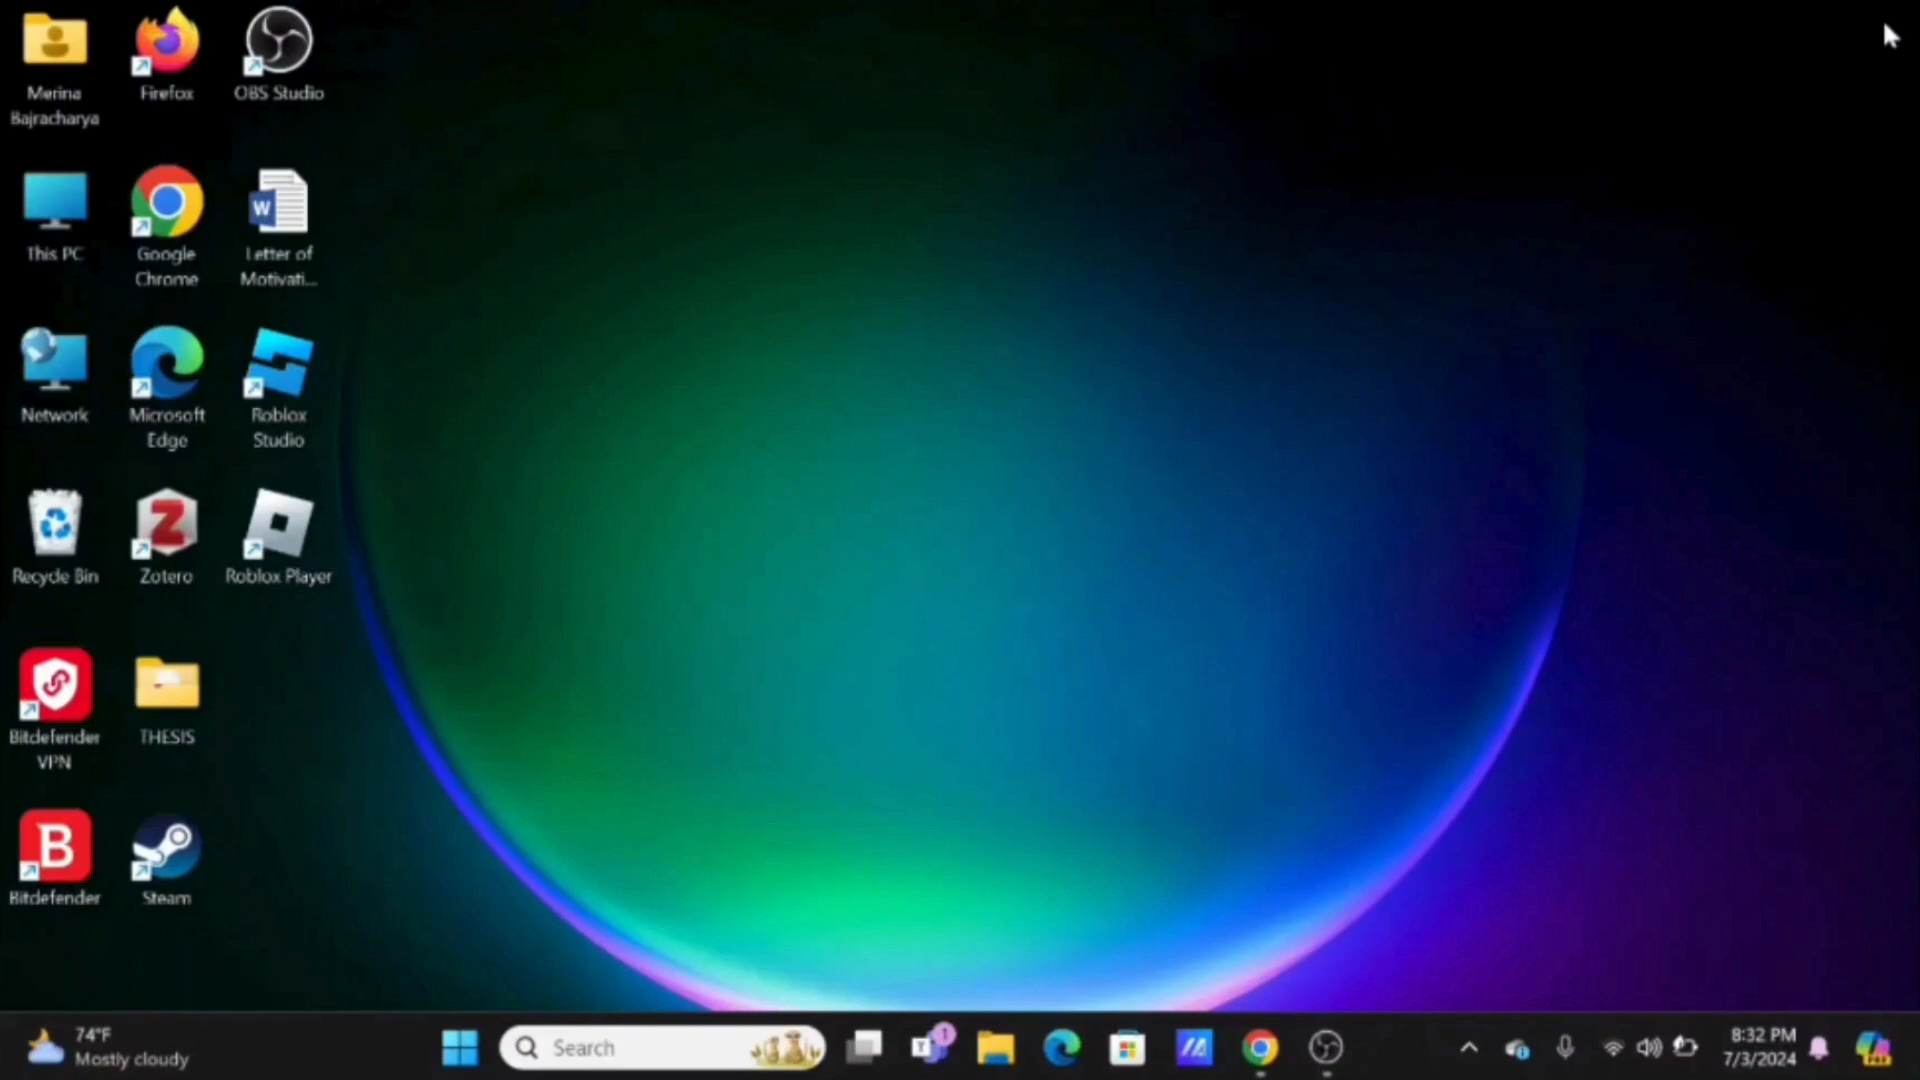 Merina
Bajracharya
Firefox
OBS Studio
This PC
Google
Chrome
W
Letter of
Motivati...
Network
Microsoft
Edge
Roblox
Studio
Recycle Bin
Z
Zotero
Roblox Player
Bitdefender
VPN
THESIS
B
Bitdefender
Steam
74°F
Mostly cloudy
Search
T
1
8:32 PM
7/3/2024